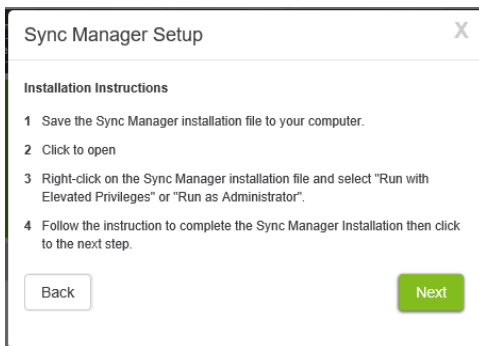 Sync Manager Setup
X
Installation Instructions
1 Save the Sync Manager installation file to your computer.
2 Click to open
3 Right-click on the Sync Manager installation file and select "Run with
Elevated Privileges" or "Run as Administrator".
4 Follow the instruction to complete the Sync Manager Installation then click
to the next step.
Back
Next